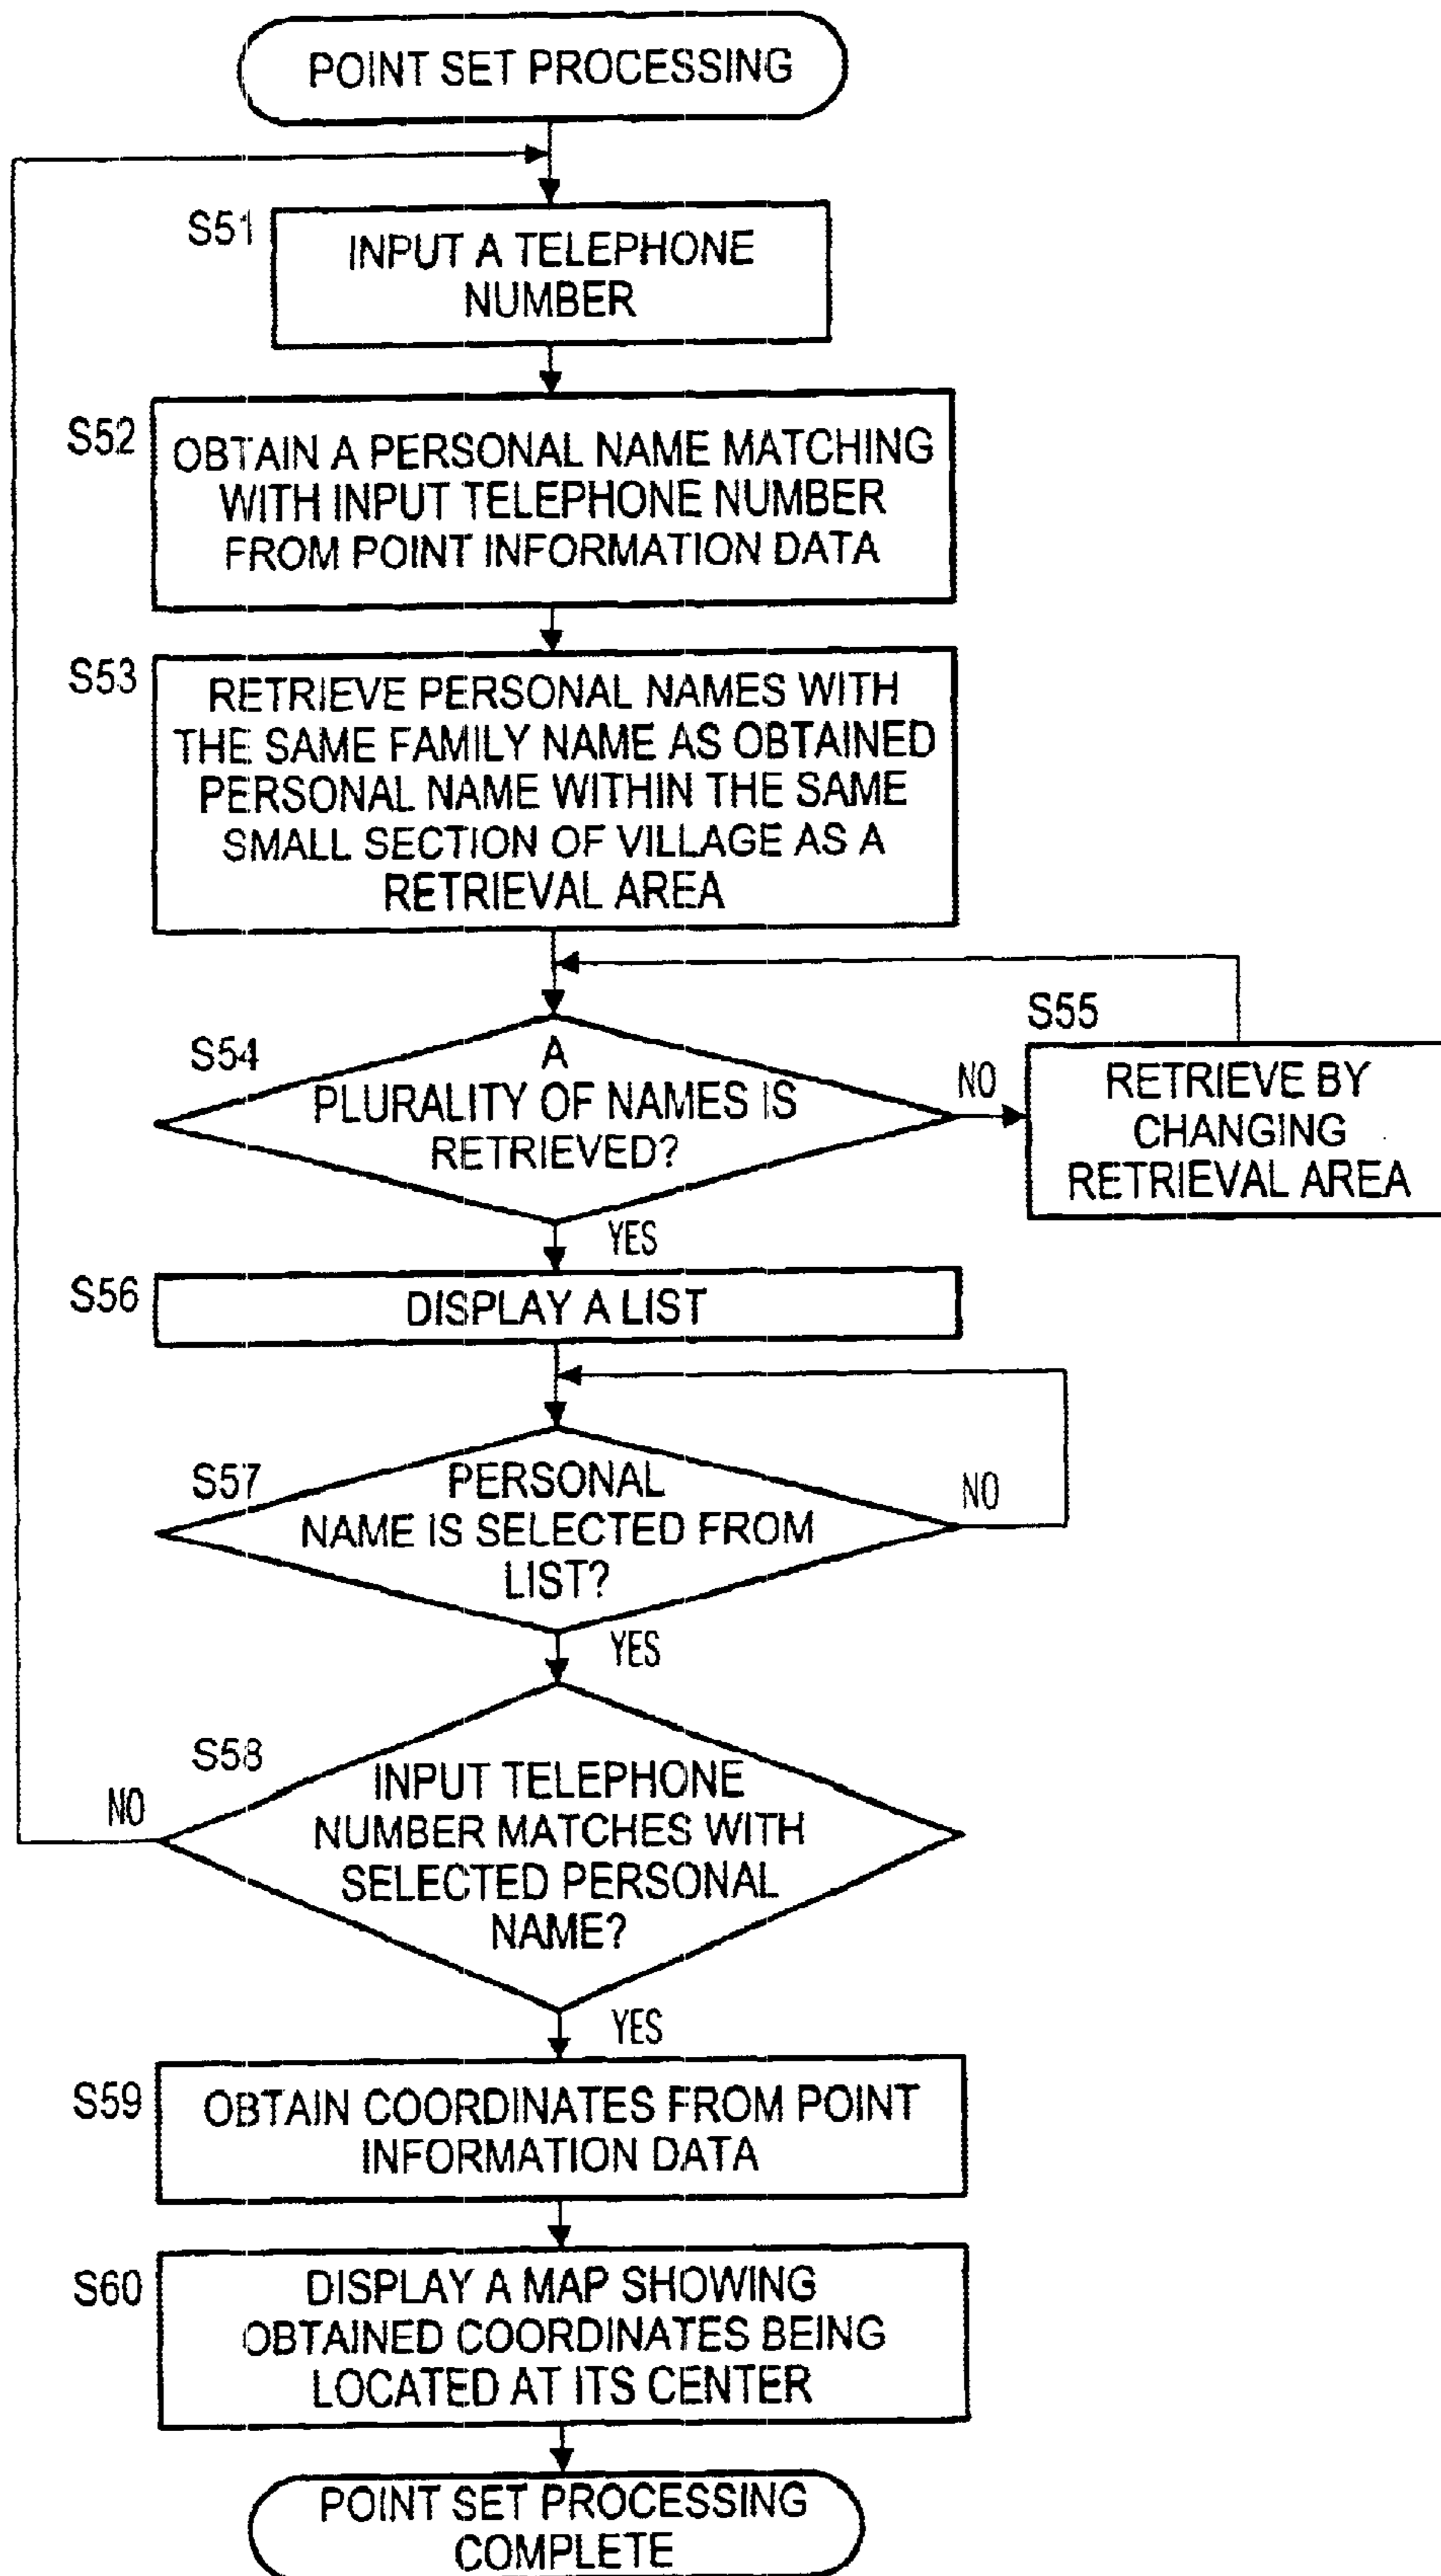 POINT SET PROCESSING
S51
INPUT A TELEPHONE
NUMBER
S52
OBTAIN A PERSONAL NAME MATCHING
WITH INPUT TELEPHONE NUMBER
FROM POINT INFORMATION DATA
S53
RETRIEVE PERSONAL NAMES WITH
THE SAME FAMILY NAME AS OBTAINED
PERSONAL NAME WITHIN THE SAME
SMALL SECTION OF VILLAGE AS A
RETRIEVAL AREA
S54
A
PLURALITY OF NAMES IS
RETRIEVED?
NO
S55
RETRIEVE BY
CHANGING
RETRIEVAL AREA
YES
S56
DISPLAY A LIST
S57
PERSONAL
NAME IS SELECTED FROM
LIST?
NO
YES
S58
INPUT TELEPHONE
NUMBER MATCHES WITH
SELECTED PERSONAL
NAME?
NO
YES
S59
OBTAIN COORDINATES FROM POINT
INFORMATION DATA
S60
DISPLAY A MAP SHOWING
OBTAINED COORDINATES BEING
LOCATED AT ITS CENTER
POINT SET PROCESSING
COMPLETE